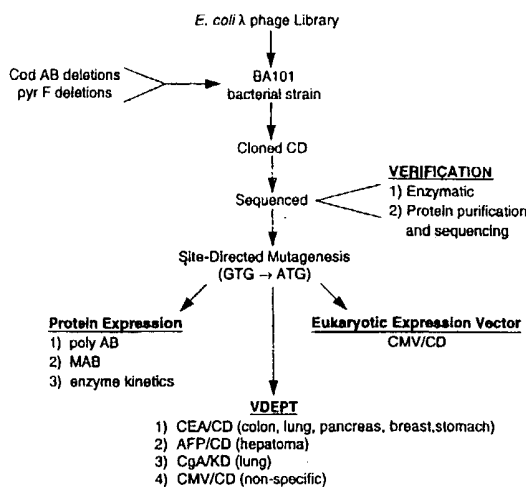 E. coli λ phage Library
Cod AB deletions
pyr F deletions
BA101
bacterial strain
Cloned CD
Sequenced
VERIFICATION
1) Enzymatic
2) Protein purification
and sequencing
Site-Directed Mutagenesis
(GTG → ATG)
Protein Expression
1) poly AB
2) MAB
3) enzyme kinetics
Eukaryotic Expression Vector
CMV/CD
VDEPT
1) CEA/CD (colon, lung, pancreas, breast,stomach)
2) AFP/CD (hepatoma)
3) CgA/KD (lung)
4) CMV/CD (non-specific)